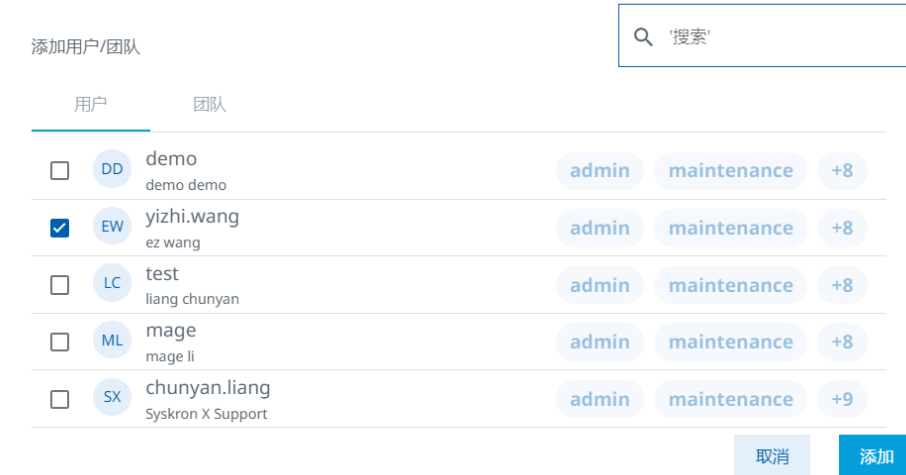 添加用户/团队
'搜索'
用户 团队
DD demo admin maintenance +8
demo demo
EW yizhi.wang admin maintenance +8
ez wang
LC test admin maintenance +8
liang chunyan
ML mage admin maintenance +8
mage li
SX chunyan.liang admin maintenance +9
Syskron X Support
取消 添加